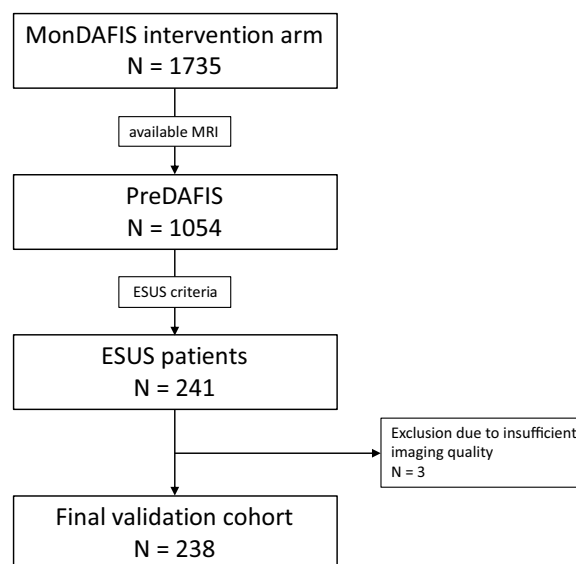 MonDAFIS intervention arm
N = 1735
available MRI
PreDAFIS
N = 1054
ESUS criteria
ESUS patients
N = 241
Exclusion due to insufficient
imaging quality
N = 3
Final validation cohort
N = 238